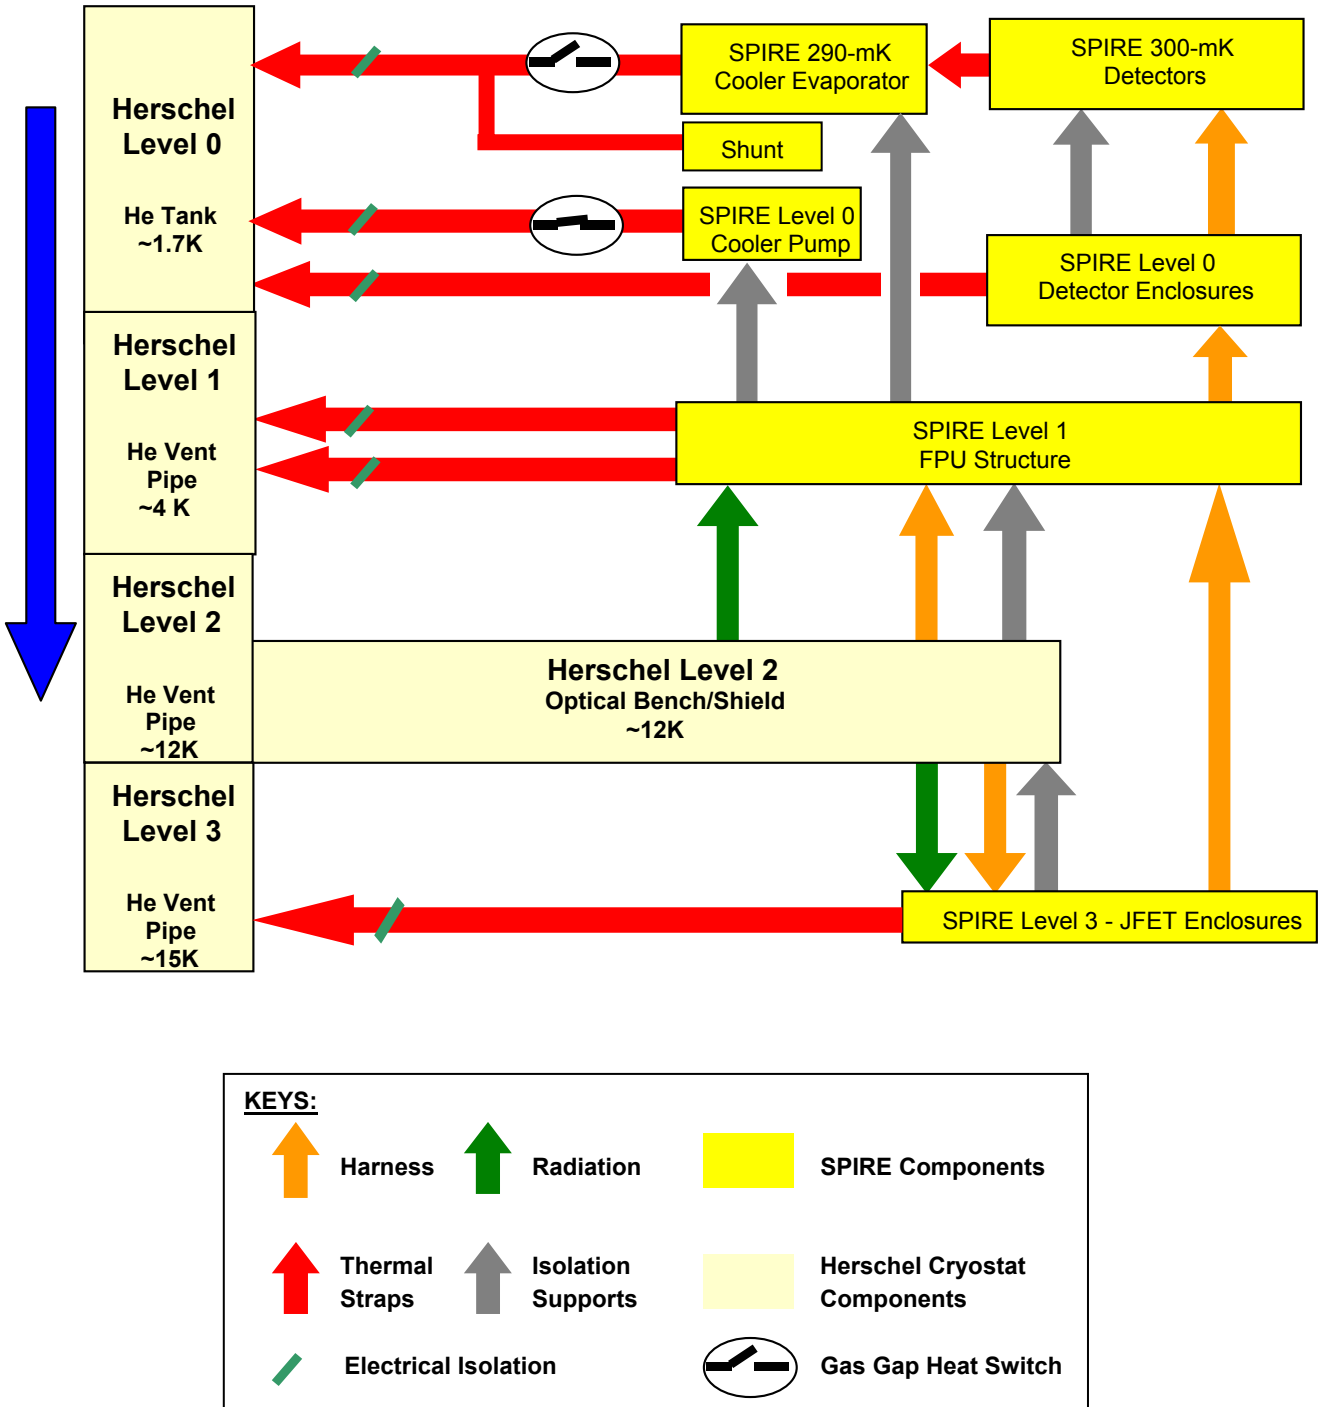 Herschel
Level 0
He Tank
~1.7K
SPIRE 290-mK
Cooler Evaporator
SPIRE 300-mK
Detectors
Shunt
SPIRE Level 0
Cooler Pump
SPIRE Level 0
Detector Enclosures
Herschel
Level 1
He Vent
Pipe
~4 K
SPIRE Level 1
FPU Structure
Herschel
Level 2
He Vent
Pipe
~12K
Herschel Level 2
Optical Bench/Shield
~12K
Herschel
Level 3
He Vent
Pipe
~15K
SPIRE Level 3 - JFET Enclosures
KEYS:
Harness
Radiation
SPIRE Components
Thermal
Straps
Isolation
Supports
Herschel Cryostat
Components
Electrical Isolation
Gas Gap Heat Switch